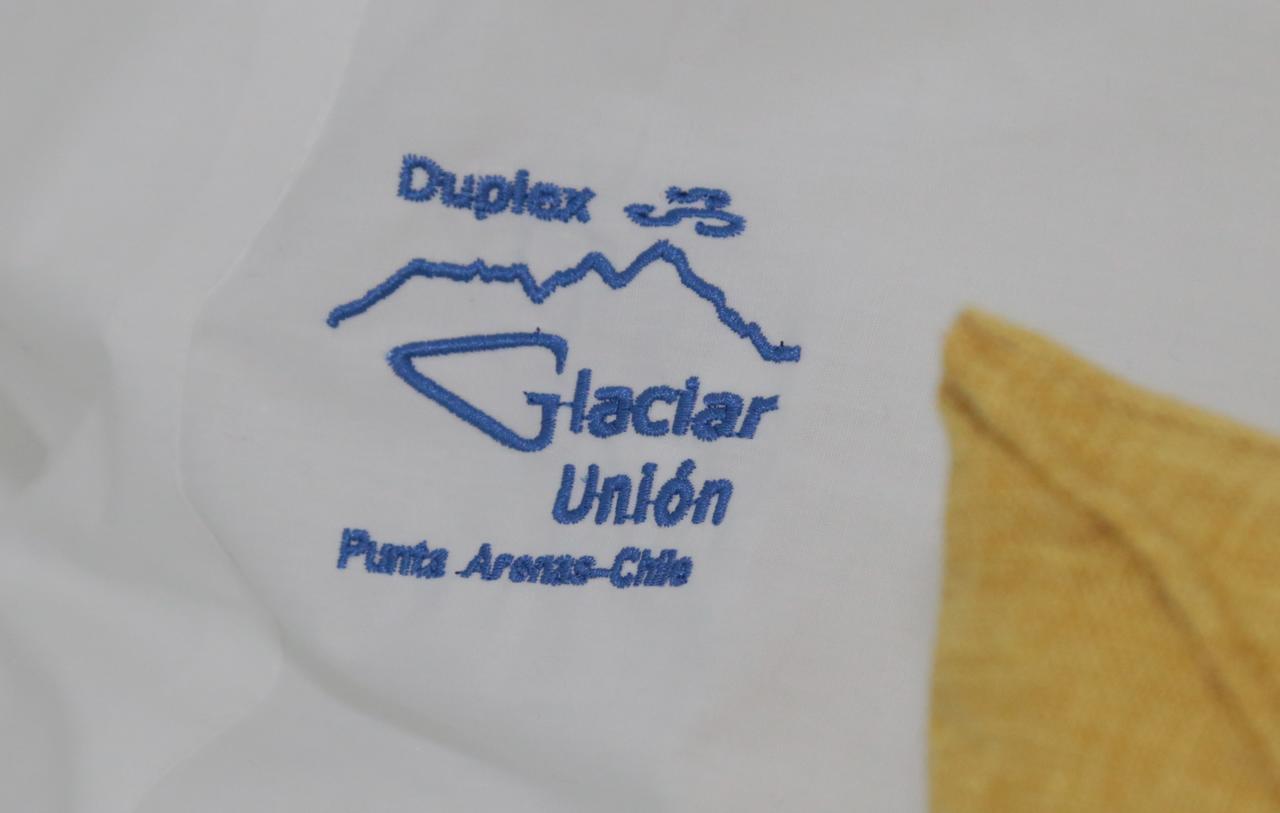 Duplex
Glaciar
Unión
Punta Arenas-Chile